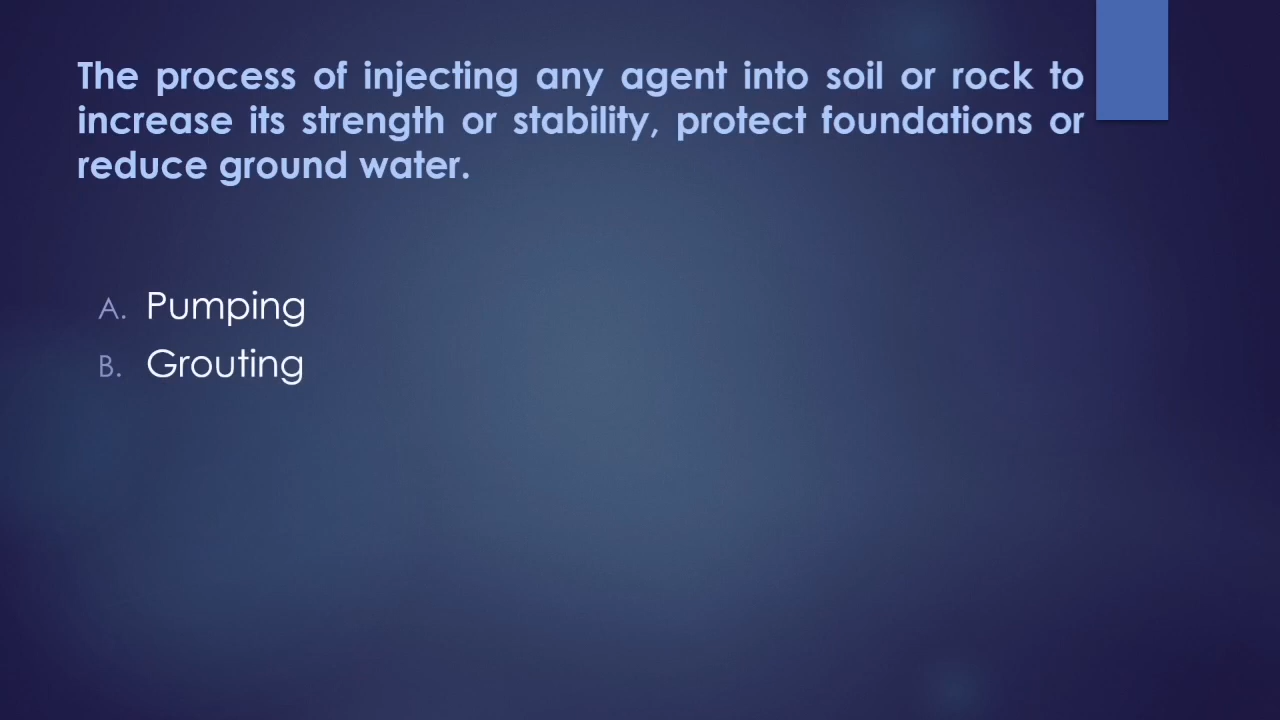 The process of injecting any agent into soil or rock to
increase its strength or stability, protect foundations or
reduce ground water.
A. Pumping
B. Grouting